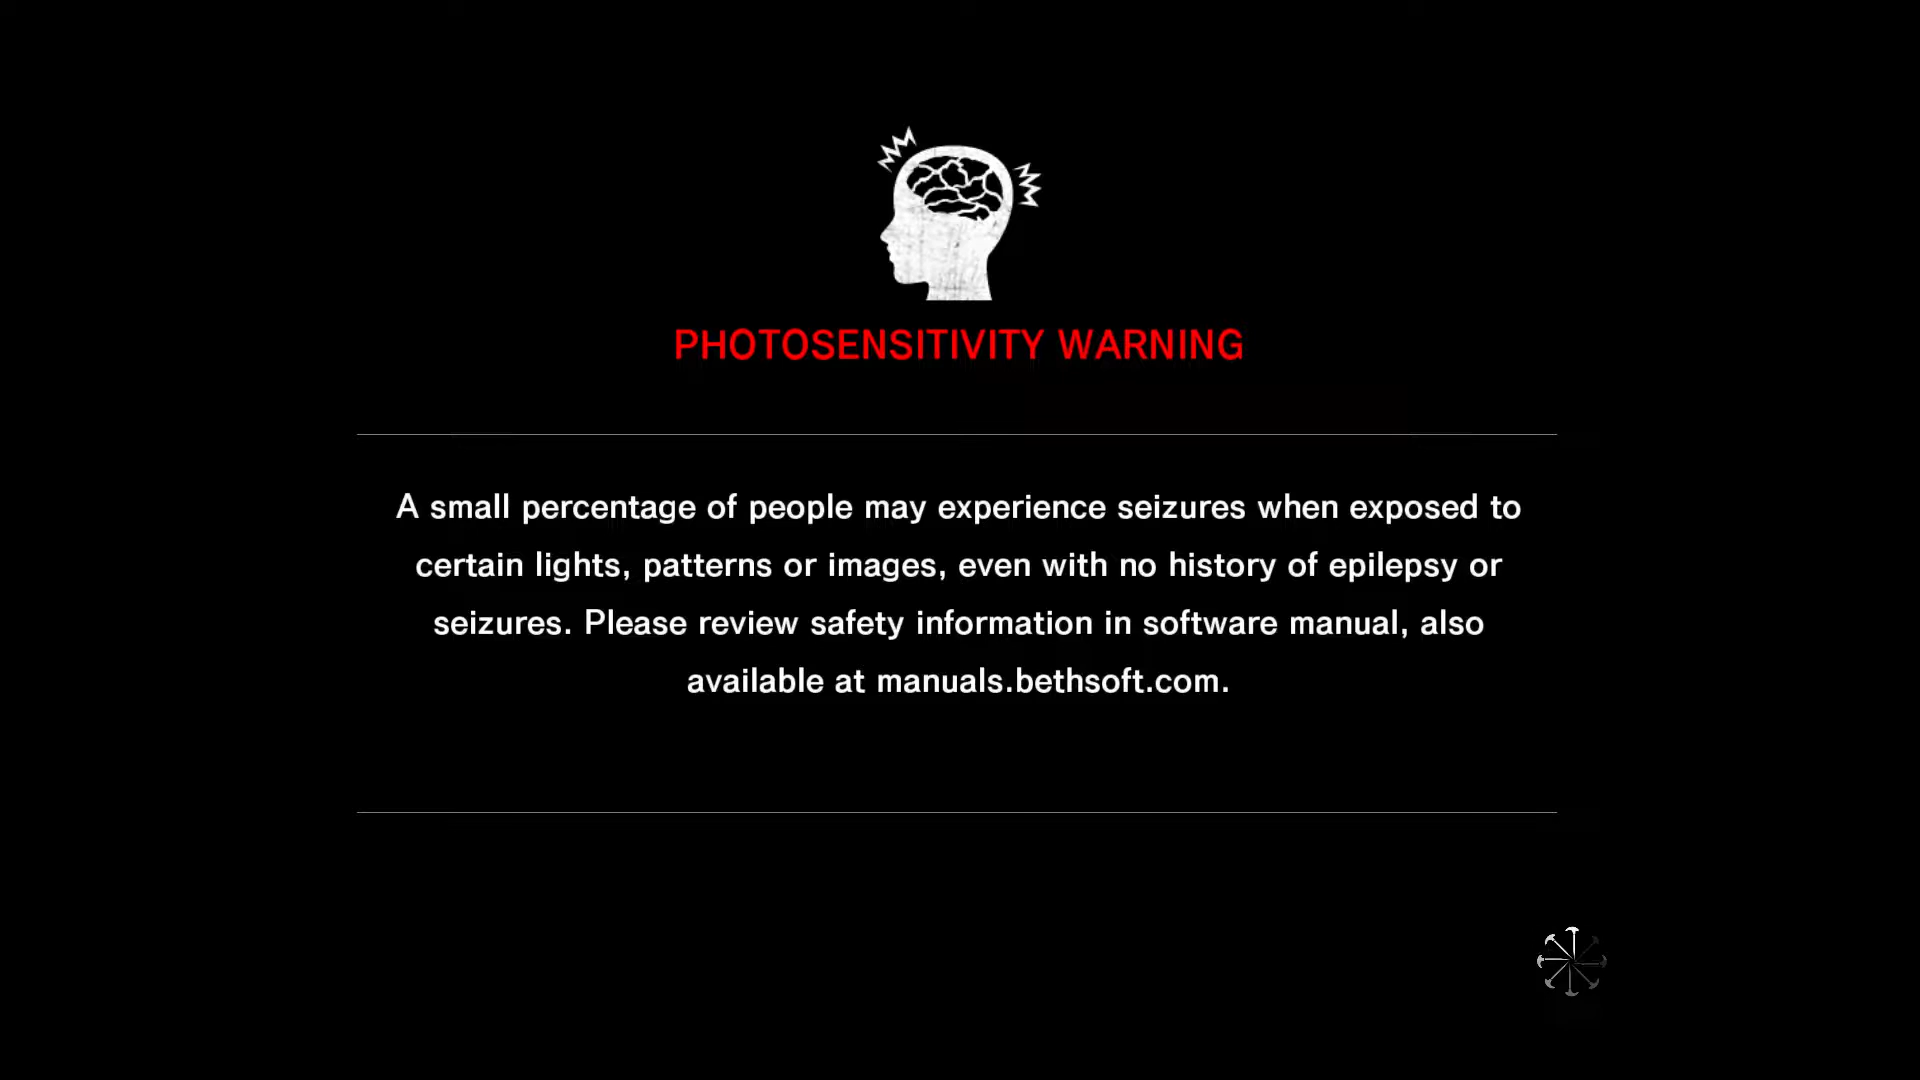 PHOTOSENSITIVITY WARNING
A small percentage of people may experience seizures when exposed to
certain lights, patterns or images, even with no history of epilepsy or
seizures. Please review safety information in software manual, also
available at manuals.bethsoft.com.